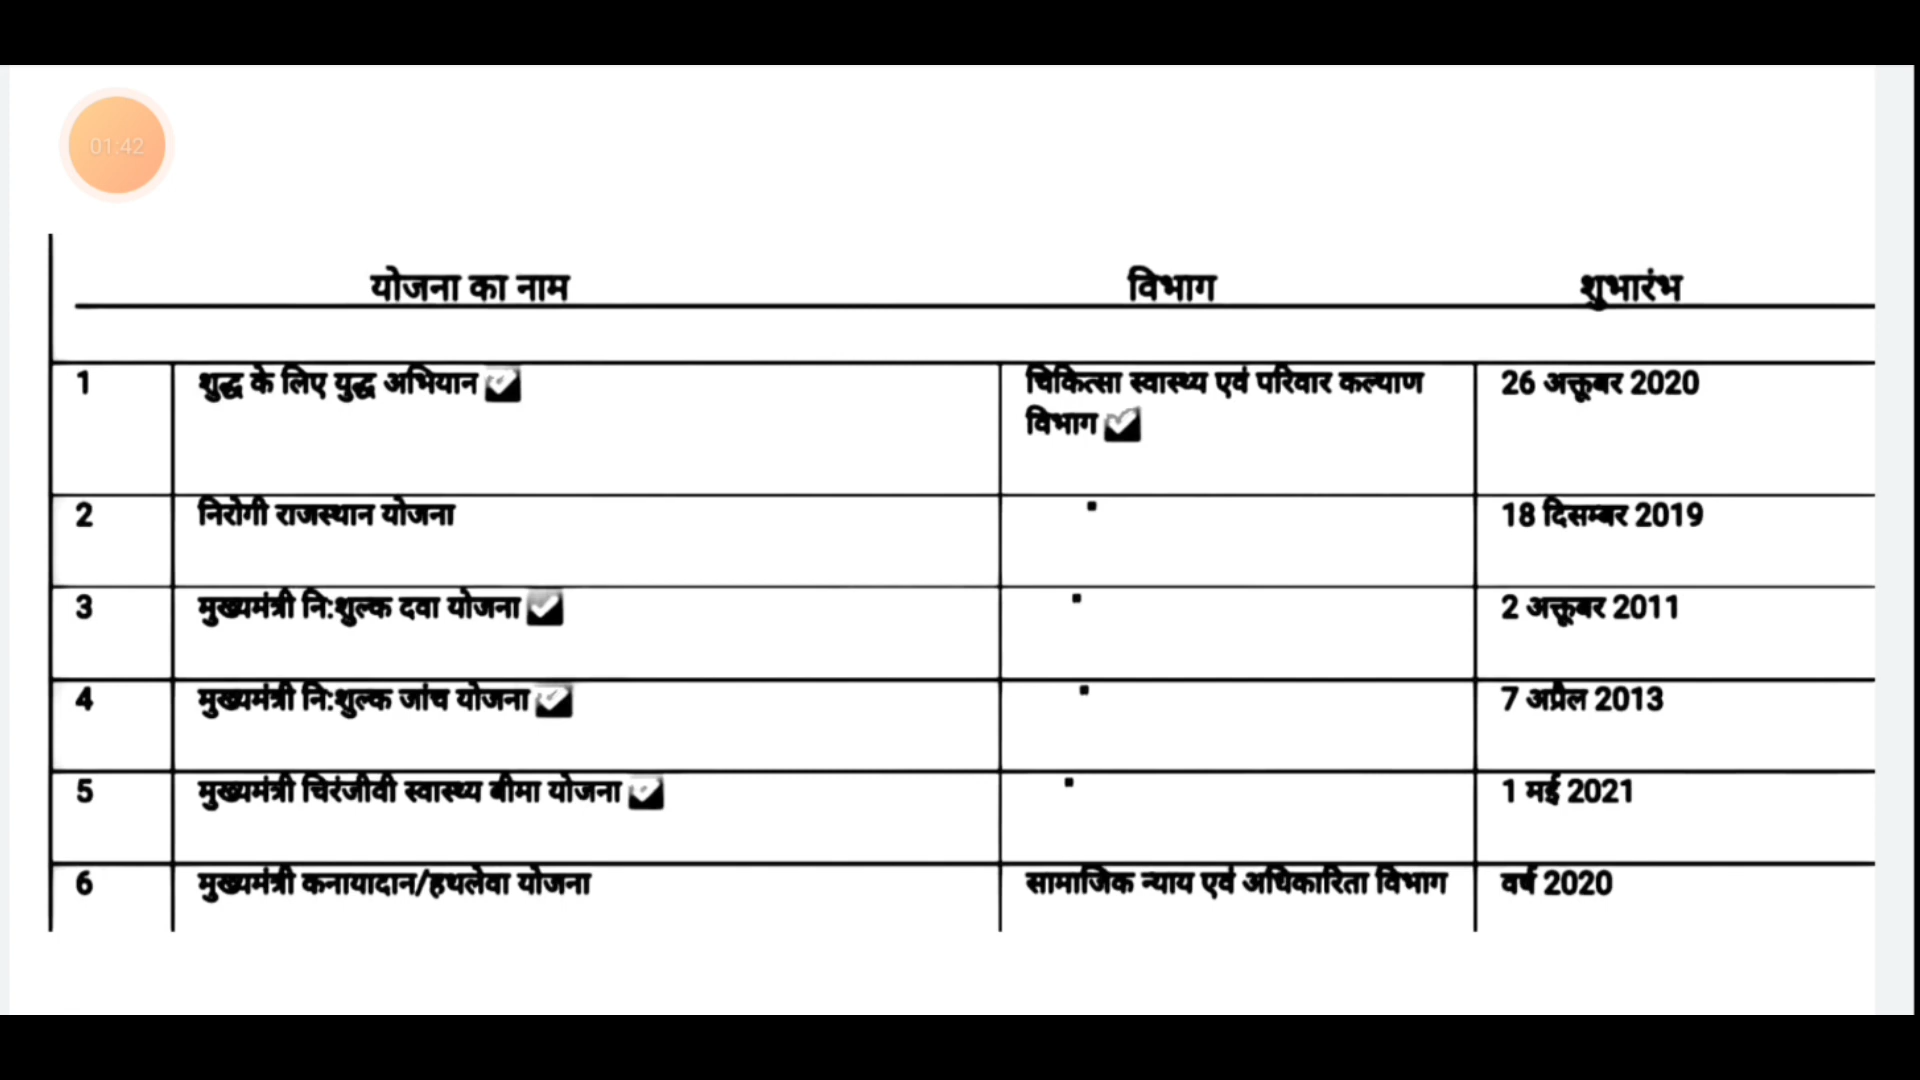 01:42
योजना का नाम विभाग शुभारंभ
1 शुद्ध के लिए युद्ध अभियान चिकित्सा स्वास्थ्य एवं परिवार कल्याण 26 अक्टूबर 2020
विभाग
2 निरोगी राजस्थान योजना " 18 दिसम्बर 2019
3 मुख्यमंत्री नि:शुल्क दवा योजना " 2 अक्टूबर 2011
4 मुख्यमंत्री नि:शुल्क जांच योजना " 7 अप्रैल 2013
5 मुख्यमंत्री चिरंजीवी स्वास्थ्य बीमा योजना " 1 मई 2021
6 मुख्यमंत्री कनायादान/हथलेवा योजना सामाजिक न्याय एवं अधिकारिता विभाग वर्ष 2020